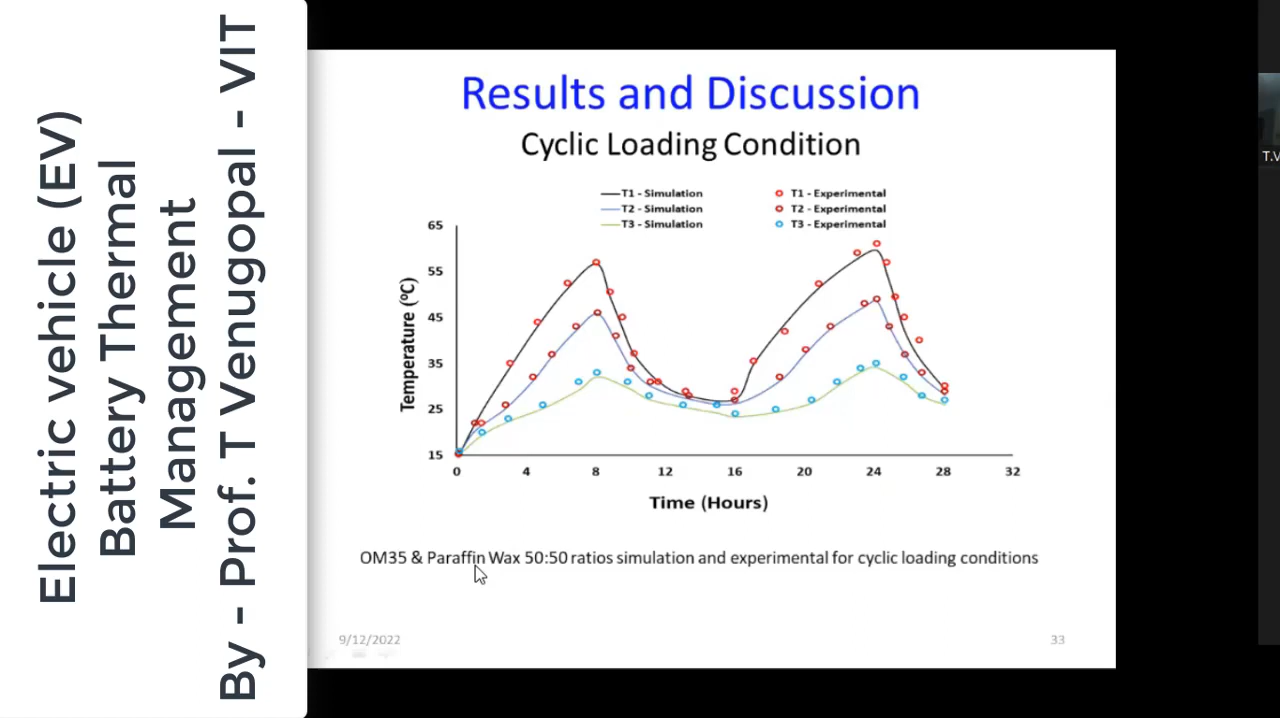 Electric vehicle (EV)
Battery Thermal
Management
By - Prof. T Venugopal - VIT
Results and Discussion
Cyclic Loading Condition
T1 - Simulation
T2 - Simulation
T3 - Simulation
T1 - Experimental
T2 - Experimental
T3 - Experimental
Temperature (ºC)
65
55
45
35
25
15
0 4 8 12 16 20 24 28 32
Time (Hours)
OM35 & Paraffin Wax 50:50 ratios simulation and experimental for cyclic loading conditions
9/12/2022
33